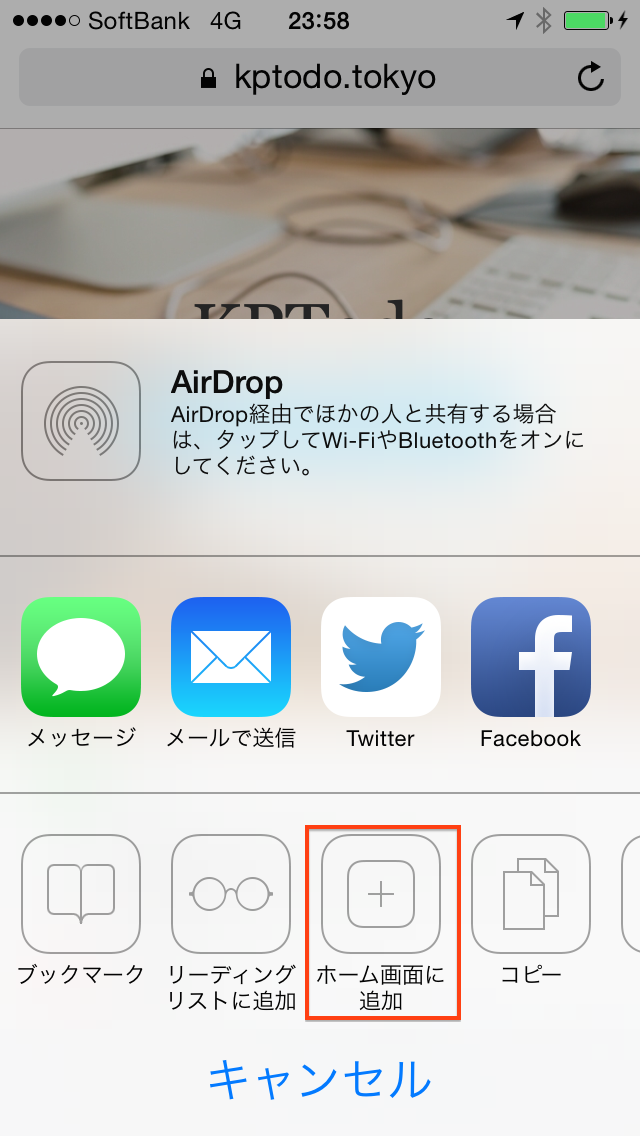 SoftBank 4G 23:58
kptodo.tokyo
KPTodo
AirDrop
AirDrop経由でほかの人と共有する場合
は、タップしてWi-FiやBluetoothをオンに
してください。
メッセージ メールで送信 Twitter Facebook
ブックマーク リーディング ホーム画面に コピー
リストに追加 追加
キャンセル